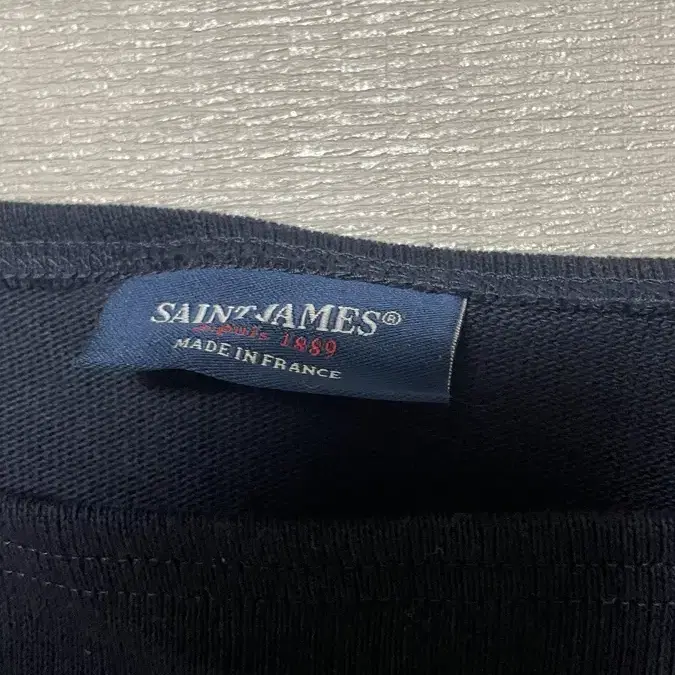 SAINT JAMES®
depuis 1889
MADE IN FRANCE